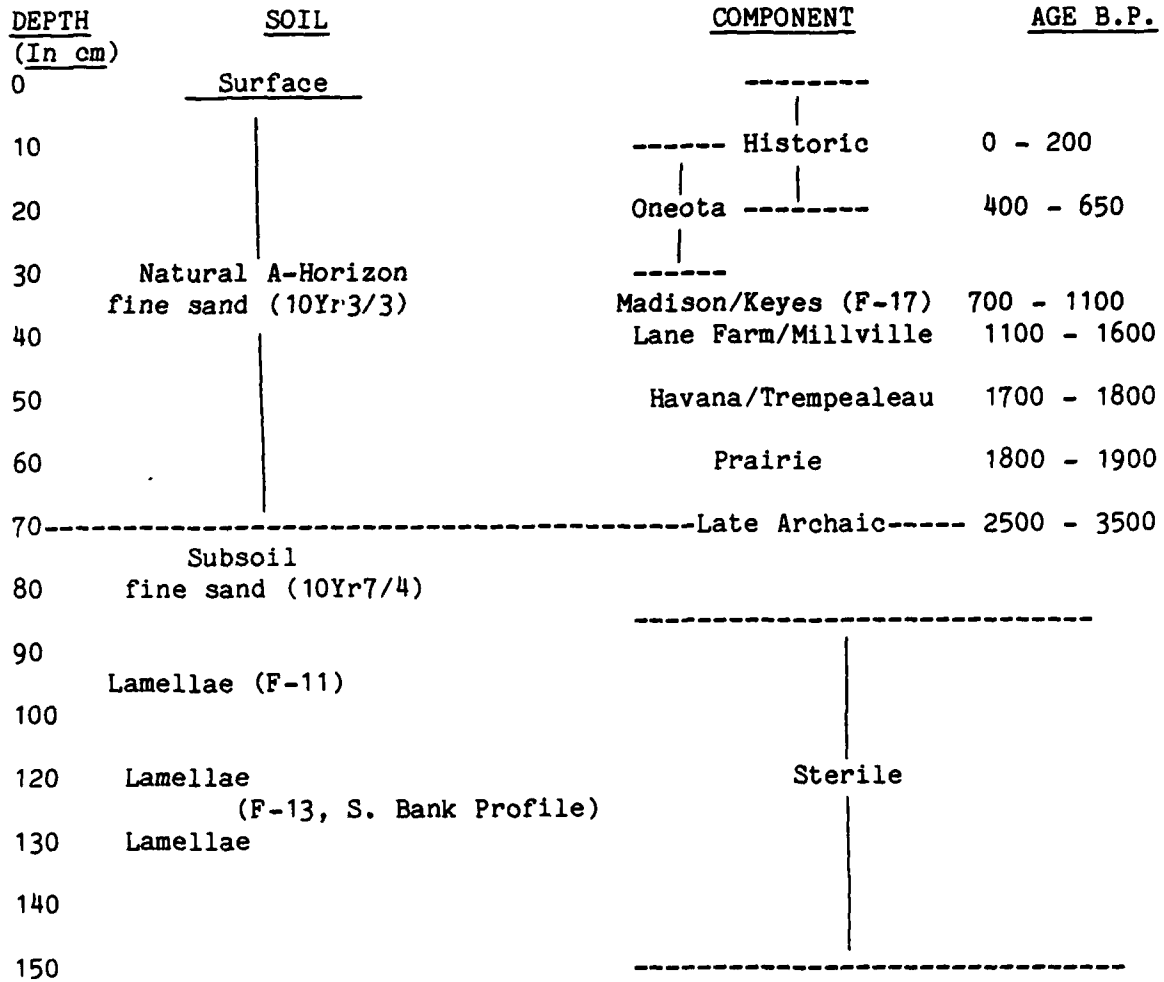 DEPTH SOIL COMPONENT AGE B.P.
(In cm)
0 Surface
10 Historic 0 - 200
20 Oneota 400 - 650
30 Natural A-Horizon
fine sand (10Yr3/3) Madison/Keyes (F-17) 700 - 1100
40 Lane Farm/Millville 1100 - 1600
50 Havana/Trempealeau 1700 - 1800
60 Prairie 1800 - 1900
70 Late Archaic 2500 - 3500
Subsoil
80 fine sand (10Yr7/4)
90
Lamellae (F-11)
100
120 Lamellae Sterile
(F-13, S. Bank Profile)
130 Lamellae
140
150